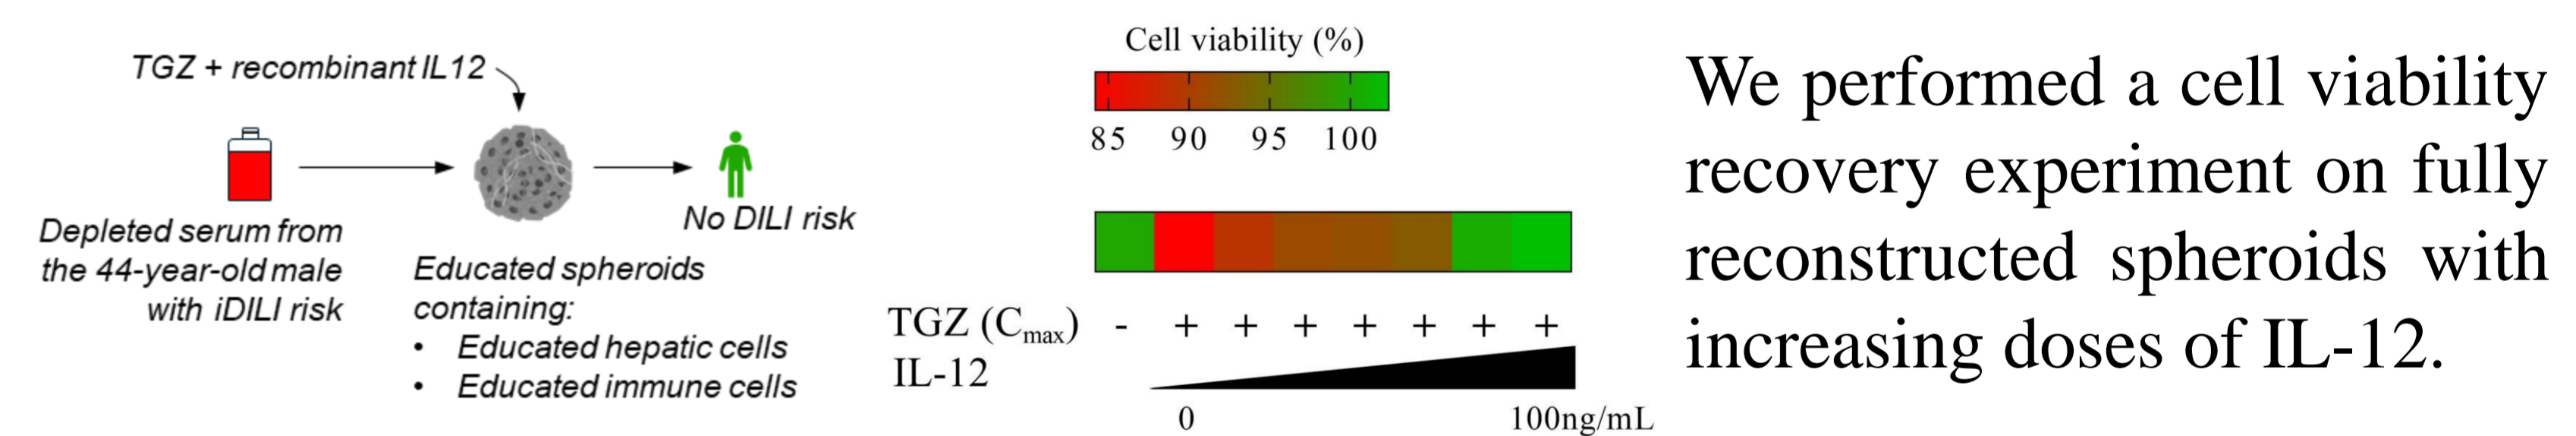 TGZ + recombinant IL12
Depleted serum from
the 44-year-old male
with iDILI risk
Educated spheroids
containing:
• Educated hepatic cells
• Educated immune cells
No DILI risk
Cell viability (%)
85 90 95 100
TGZ (Cmax) - + + + + + + +
IL-12
0 100ng/mL
We performed a cell viability
recovery experiment on fully
reconstructed spheroids with
increasing doses of IL-12.